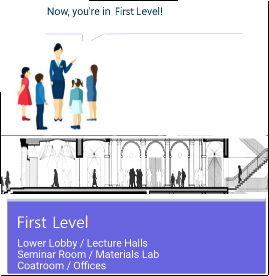 Now, you're in First Level!
First Level
Lower Lobby / Lecture Halls
Seminar Room / Materials Lab
Coatroom / Offices